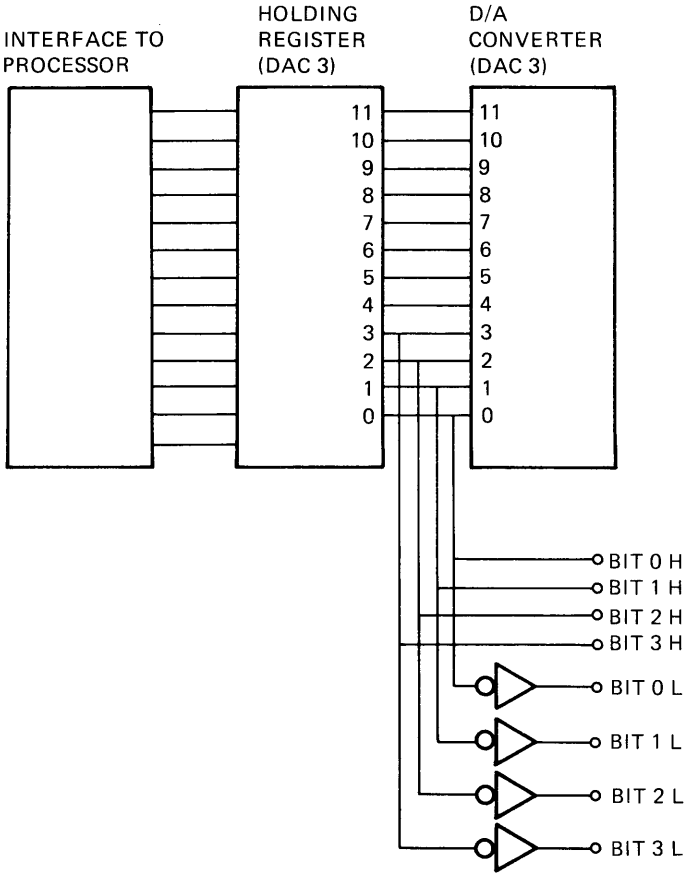 INTERFACE TO
PROCESSOR
HOLDING
REGISTER
(DAC 3)
D/A
CONVERTER
(DAC 3)
11
10
9
8
7
6
5
4
3
2
1
0
11
10
9
8
7
6
5
4
3
2
1
0
BIT 0 H
BIT 1 H
BIT 2 H
BIT 3 H
BIT 0 L
BIT 1 L
BIT 2 L
BIT 3 L